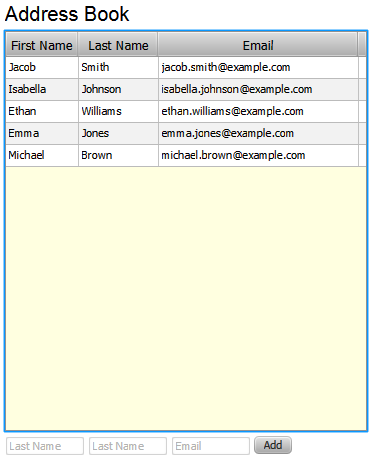 Address Book
First Name Last Name Email
Jacob Smith jacob.smith@example.com
Isabella Johnson isabella.johnson@example.com
Ethan Williams ethan.williams@example.com
Emma Jones emma.jones@example.com
Michael Brown michael.brown@example.com
Last Name Last Name Email Add